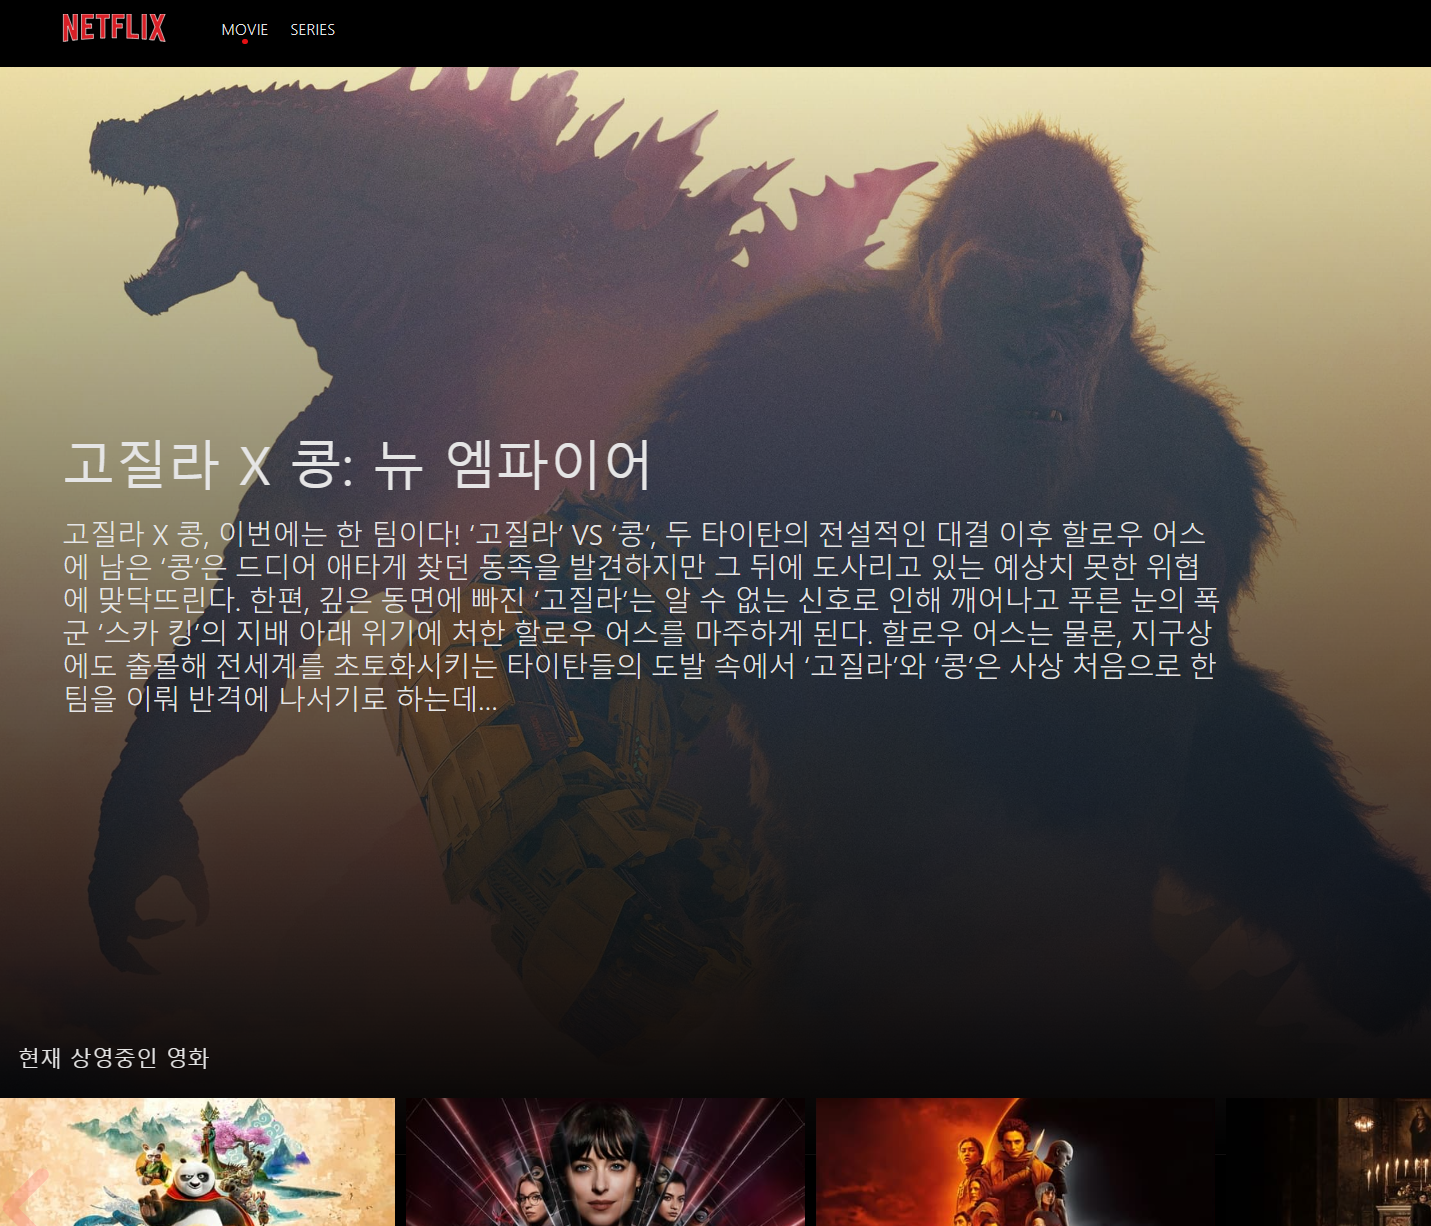 NETFLIX
MOVIE SERIES
고질라 X 콩: 뉴 엠파이어
고질라 X 콩, 이번에는 한 팀이다! ‘고질라’ VS ‘콩’, 두 타이탄의 전설적인 대결 이후 할로우 어스
에 남은 ‘콩’은 드디어 애타게 찾던 동족을 발견하지만 그 뒤에 도사리고 있는 예상치 못한 위협
에 맞닥뜨린다. 한편, 깊은 동면에 빠진 ‘고질라’는 알 수 없는 신호로 인해 깨어나고 푸른 눈의 폭
군 ‘스카 킹’의 지배 아래 위기에 처한 할로우 어스를 마주하게 된다. 할로우 어스는 물론, 지구상
에도 출몰해 전세계를 초토화시키는 타이탄들의 도발 속에서 ‘고질라’와 ‘콩’은 사상 처음으로 한
팀을 이뤄 반격에 나서기로 하는데…
현재 상영중인 영화